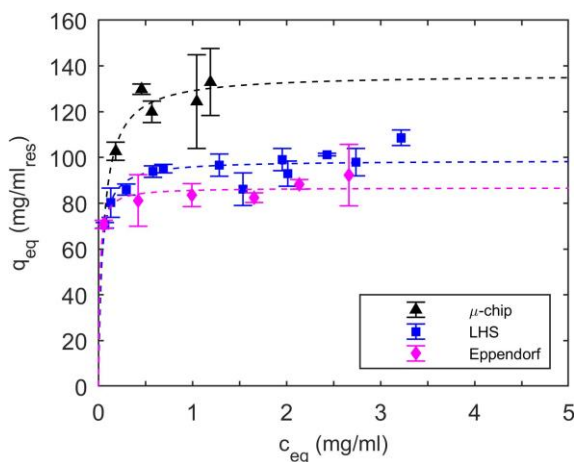 160
140
120
100
80
60
40
20
0
q_eq (mg/ml_res)
μ-chip
LHS
Eppendorf
0 1 2 3 4 5
c_eq (mg/ml)